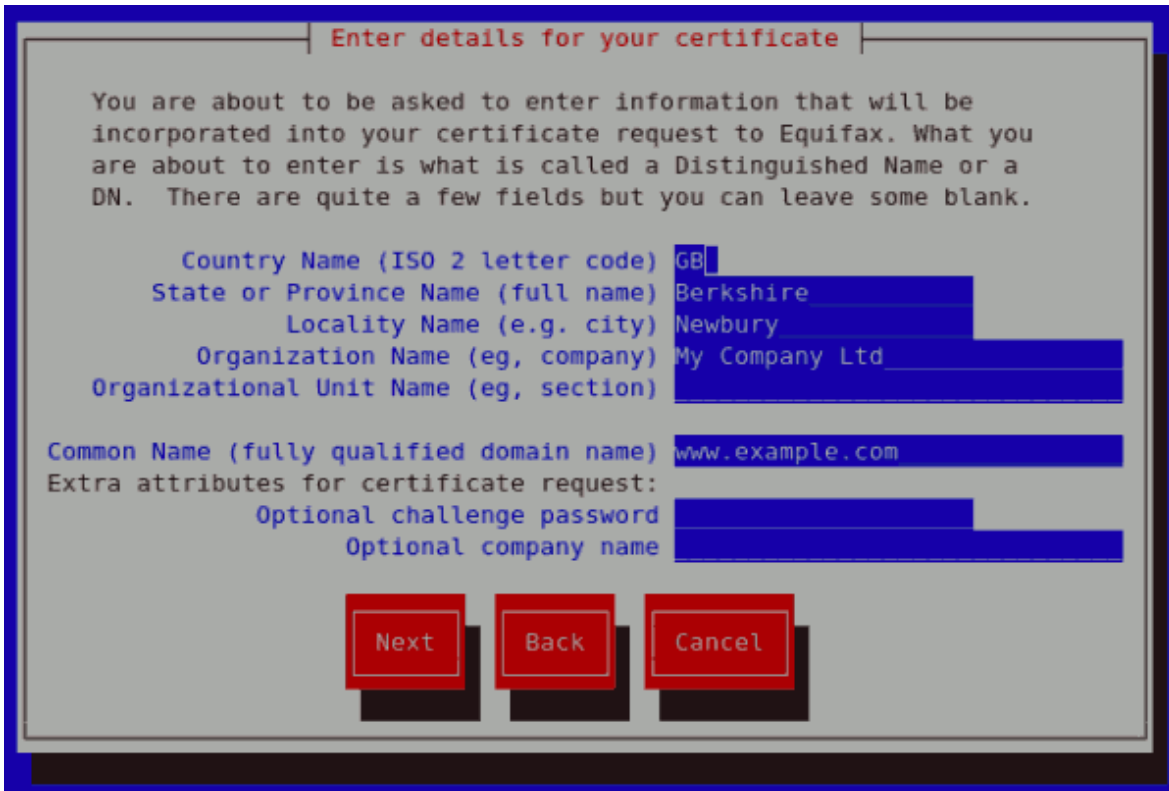 Enter details for your certificate
You are about to be asked to enter information that will be
incorporated into your certificate request to Equifax. What you
are about to enter is what is called a Distinguished Name or a
DN.  There are quite a few fields but you can leave some blank.
Country Name (ISO 2 letter code) GB
State or Province Name (full name) Berkshire
Locality Name (e.g. city) Newbury
Organization Name (eg, company) My Company Ltd
Organizational Unit Name (eg, section)
Common Name (fully qualified domain name) www.example.com
Extra attributes for certificate request:
Optional challenge password
Optional company name
Next Back Cancel